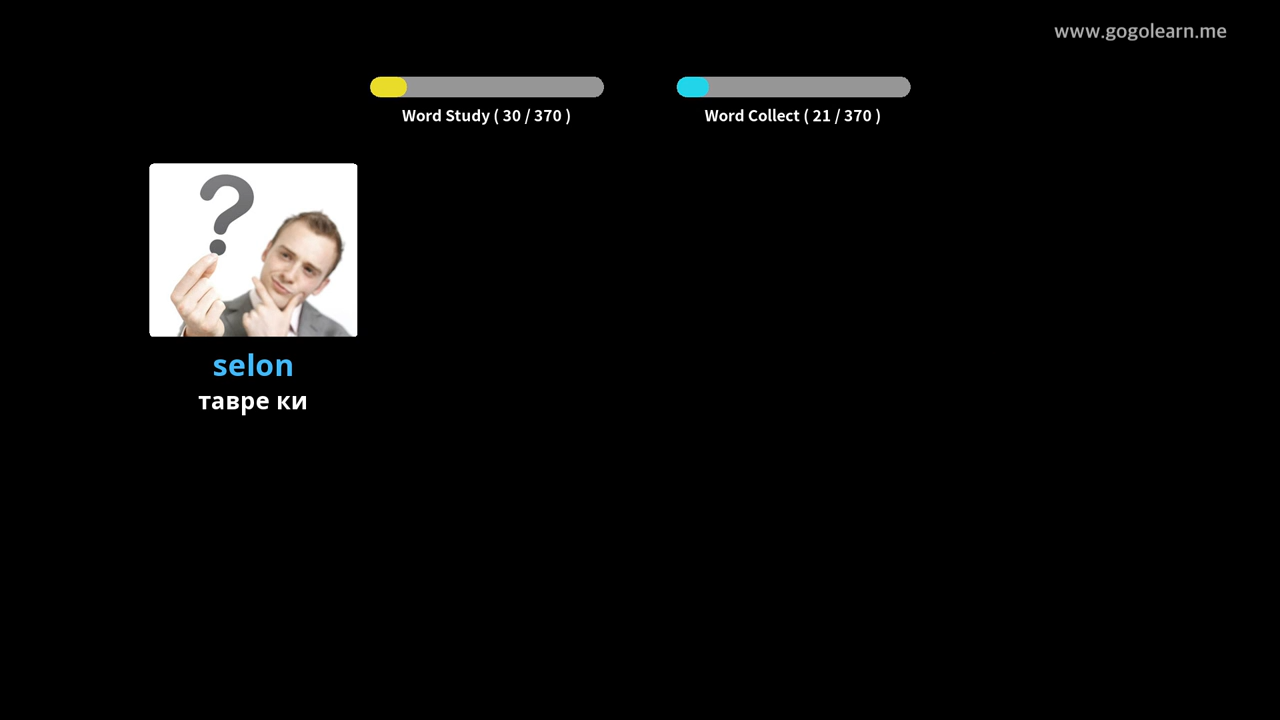 www.gogolearn.me
Word Study ( 30 / 370 )
Word Collect ( 21 / 370 )
?
selon
тавре ки